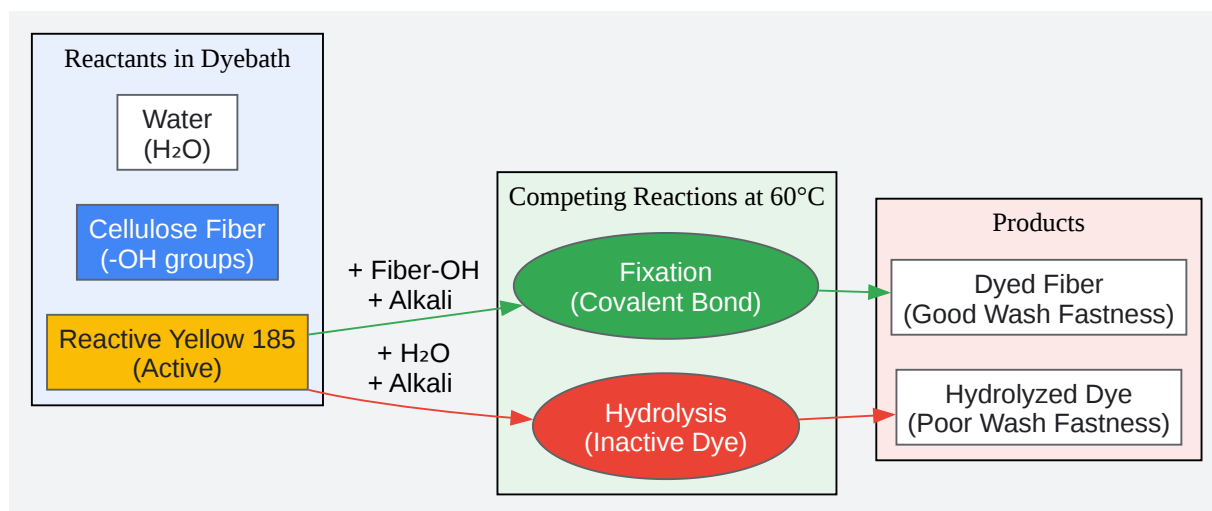 Reactants in Dyebath
Water
(H₂O)
Cellulose Fiber
(-OH groups)
Reactive Yellow 185
(Active)
+ Fiber-OH
+ Alkali
+ H₂O
+ Alkali
Competing Reactions at 60°C
Fixation
(Covalent Bond)
Hydrolysis
(Inactive Dye)
Products
Dyed Fiber
(Good Wash Fastness)
Hydrolyzed Dye
(Poor Wash Fastness)